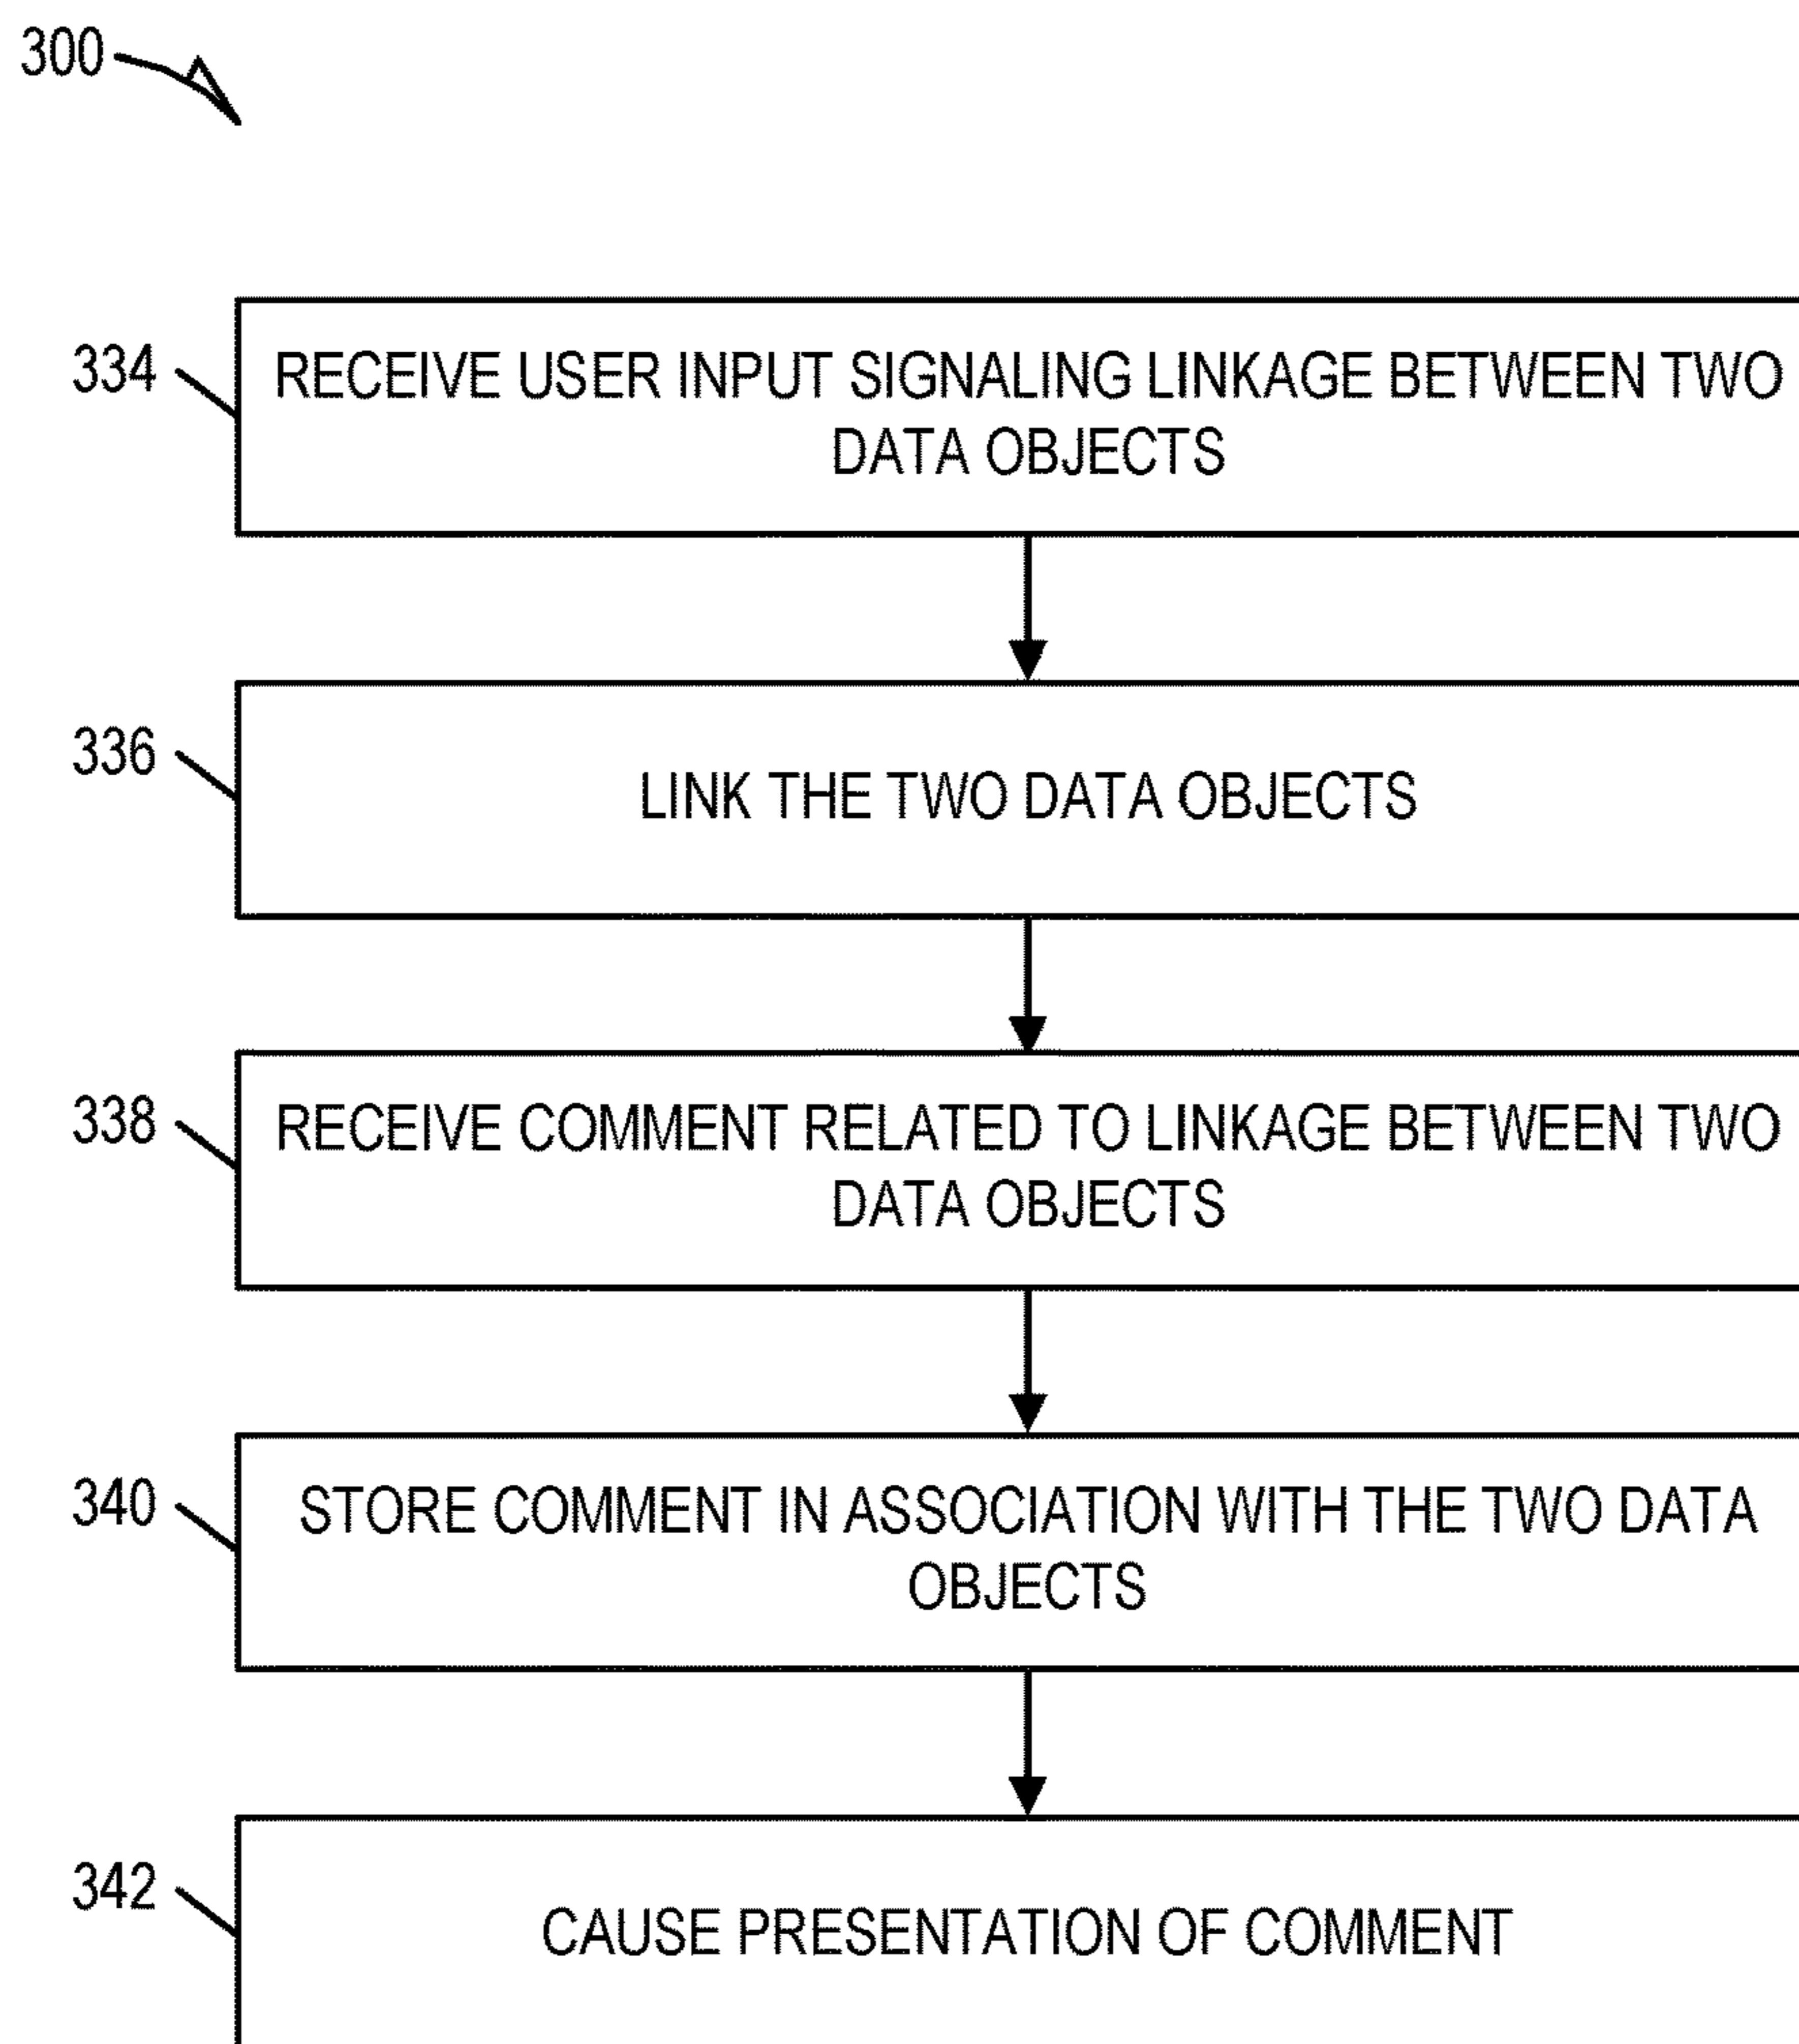 300
334
RECEIVE USER INPUT SIGNALING LINKAGE BETWEEN TWO
DATA OBJECTS
336
LINK THE TWO DATA OBJECTS
338
RECEIVE COMMENT RELATED TO LINKAGE BETWEEN TWO
DATA OBJECTS
340
STORE COMMENT IN ASSOCIATION WITH THE TWO DATA
OBJECTS
342
CAUSE PRESENTATION OF COMMENT